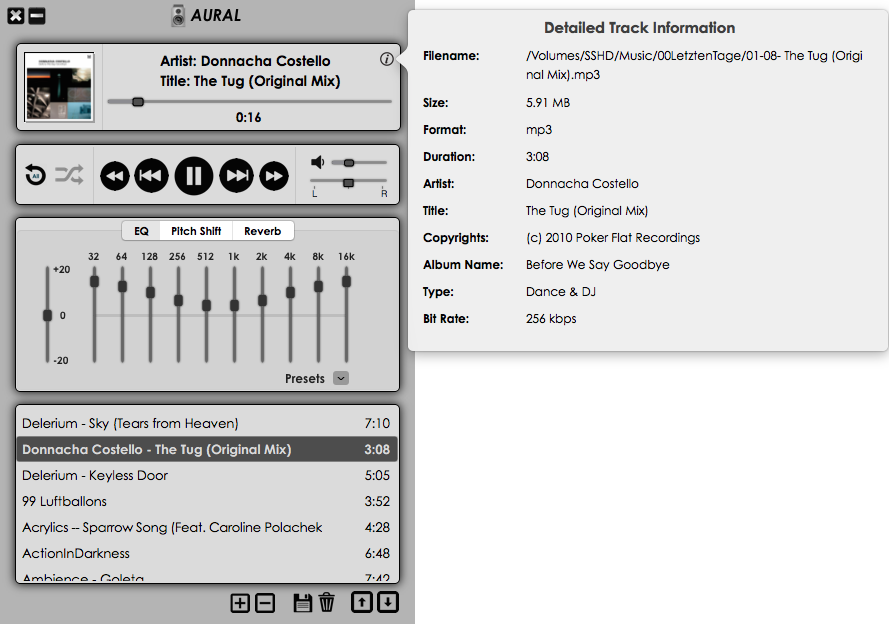 AURAL
Artist: Donnacha Costello
Title: The Tug (Original Mix)
0:16
All
L R
EQ Pitch Shift Reverb
32 64 128 256 512 1k 2k 4k 8k 16k
+20
0
-20
Presets
Delerium - Sky (Tears from Heaven) 7:10
Donnacha Costello - The Tug (Original Mix) 3:08
Delerium - Keyless Door 5:05
99 Luftballons 3:52
Acrylics -- Sparrow Song (Feat. Caroline Polachek 4:28
ActionInDarkness 6:48
Ambience - Goleta 7:42
Detailed Track Information
Filename: /Volumes/SSHD/Music/00LetztenTage/01-08- The Tug (Origi
nal Mix).mp3
Size: 5.91 MB
Format: mp3
Duration: 3:08
Artist: Donnacha Costello
Title: The Tug (Original Mix)
Copyrights: (c) 2010 Poker Flat Recordings
Album Name: Before We Say Goodbye
Type: Dance & DJ
Bit Rate: 256 kbps